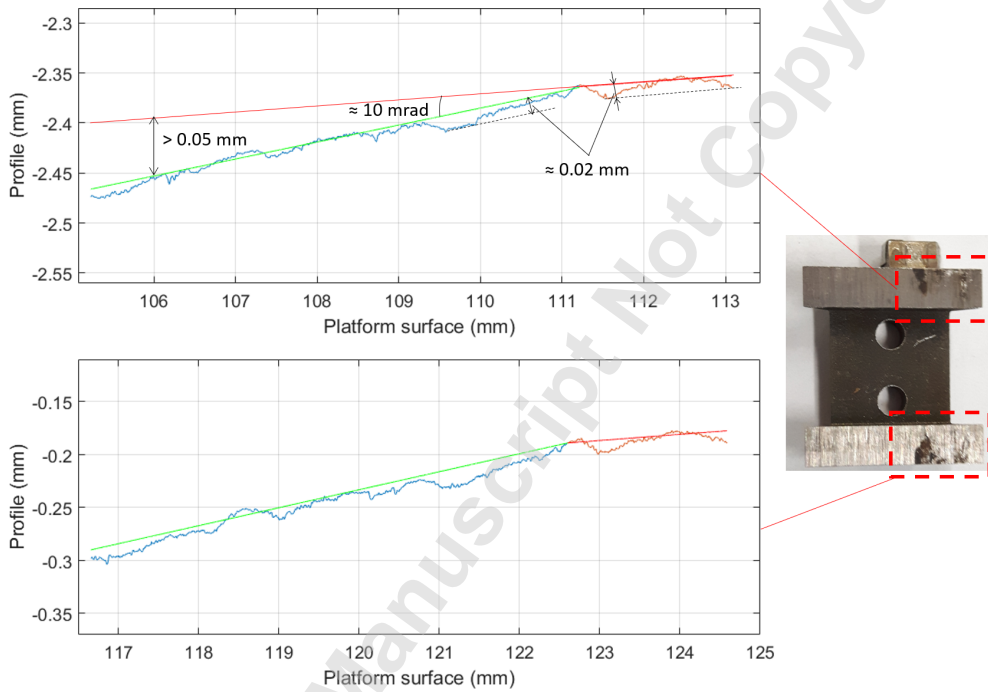 -2.3
-2.35
-2.4
-2.45
-2.5
-2.55
Profile (mm)
> 0.05 mm
≈ 10 mrad
≈ 0.02 mm
106 107 108 109 110 111 112 113
Platform surface (mm)
-0.15
-0.2
-0.25
-0.3
-0.35
Profile (mm)
117 118 119 120 121 122 123 124 125
Platform surface (mm)
Manuscript Not Copye